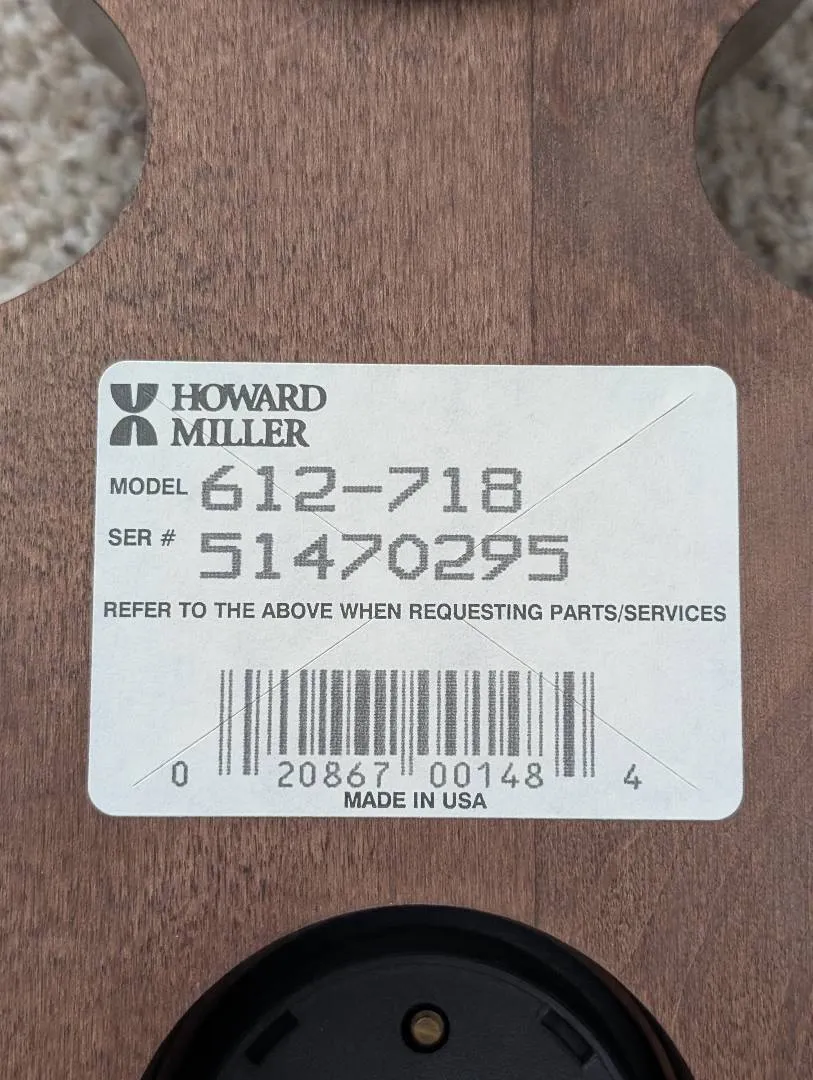 HOWARD
MILLER
MODEL 612-718
SER # 51470295
REFER TO THE ABOVE WHEN REQUESTING PARTS/SERVICES
0 20867 00148 4
MADE IN USA